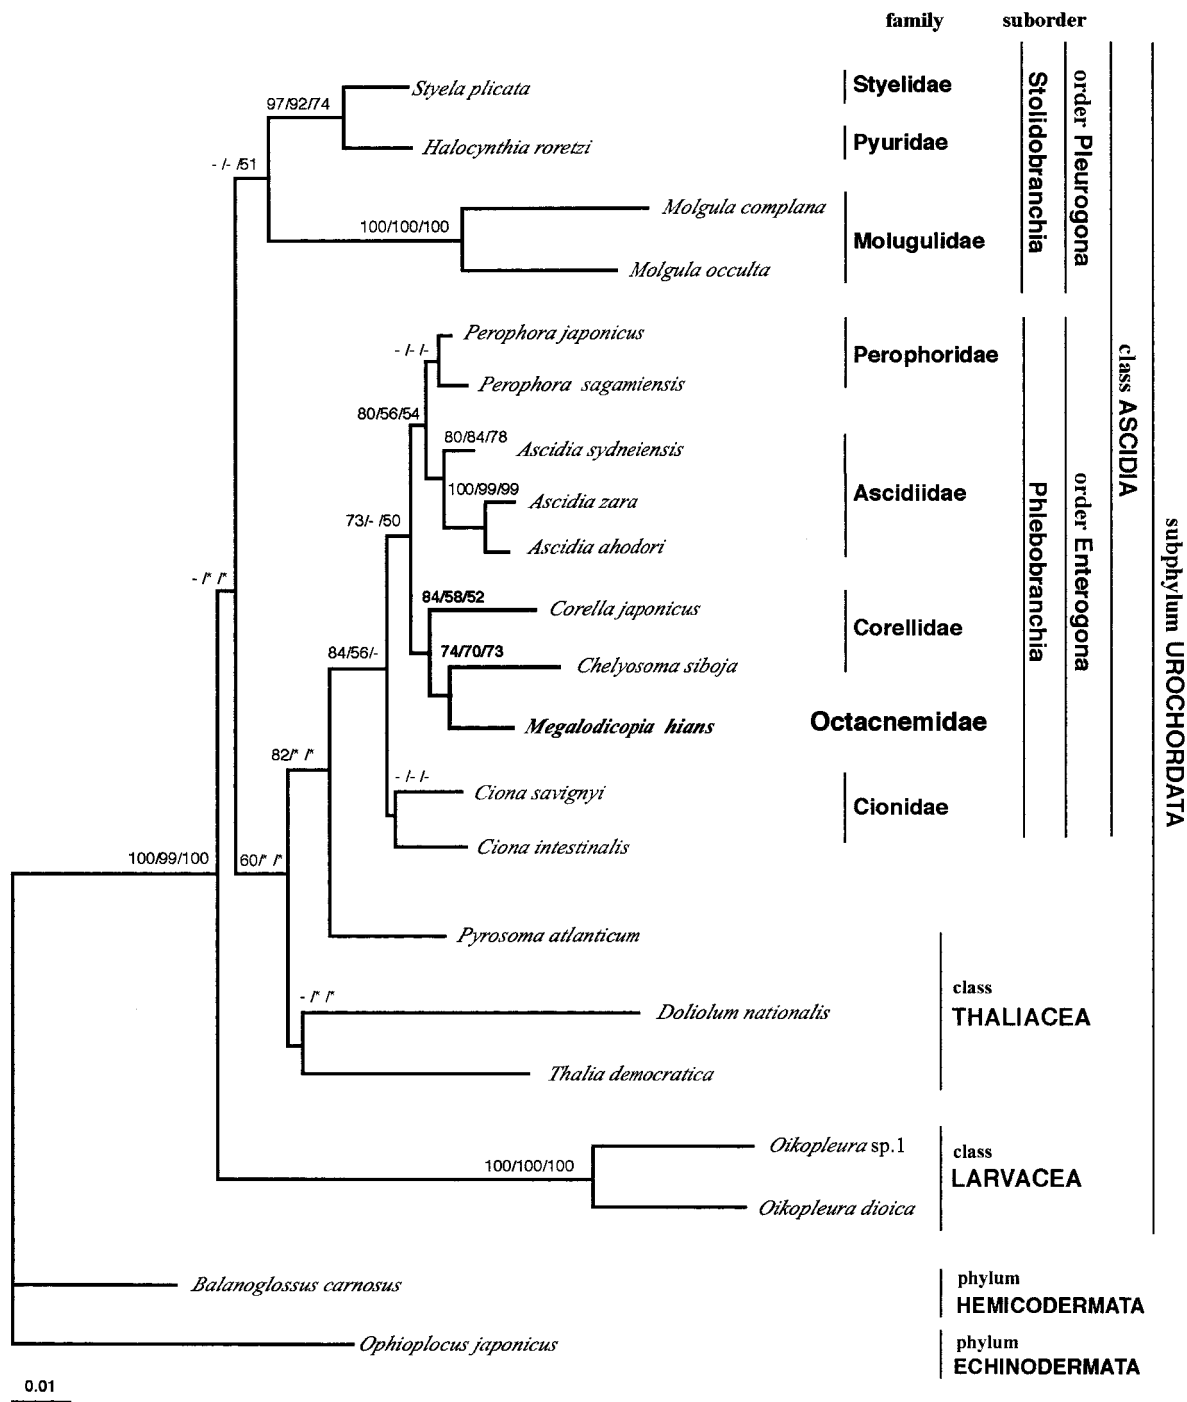 family suborder
Styela plicata
Styelidae
97/92/74
Halocynthia roretzi
Pyuridae
- /- /51
Molgula complana
100/100/100
Molugulidae
Molgula occulta
Stolidobranchia
order Pleurogona
Perophora japonicus
- /- /-
Perophoridae
Perophora sagamiensis
80/56/54
80/84/78
Ascidia sydneiensis
100/99/99
Ascidia zara
Ascidiidae
73/- /50
Ascidia ahodori
84/58/52
Corella japonicus
Corellidae
74/70/73
84/56/-
Chelyosoma siboja
Megalodicopia hians
Octacnemidae
- /* /*
82/* /*
- /- /-
Ciona savignyi
Cionidae
Ciona intestinalis
Phlebobranchia
order Enterogona
class ASCIDIA
subphylum UROCHORDATA
100/99/100
60/* /*
Pyrosoma atlanticum
- /* /*
Doliolum nationalis
class
THALIACEA
Thalia democratica
100/100/100
Oikopleura sp.1
class
LARVACEA
Oikopleura dioica
Balanoglossus carnosus
phylum
HEMICODERMATA
Ophioplocus japonicus
phylum
ECHINODERMATA
0.01